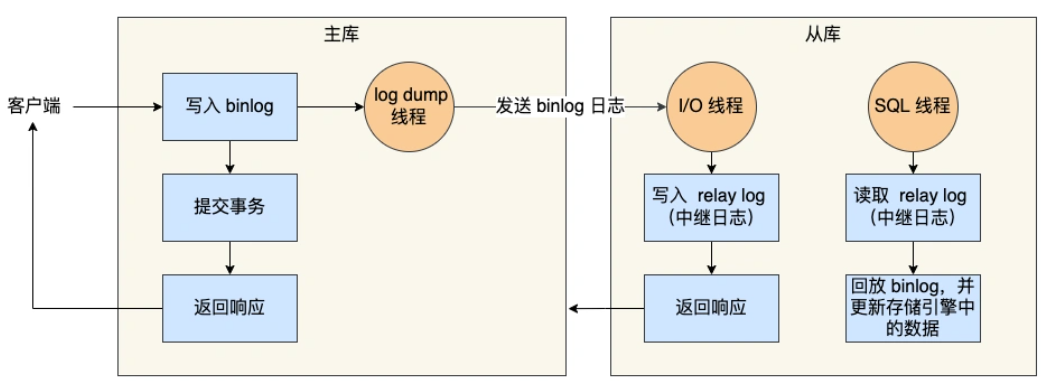 主库
从库
客户端
写入 binlog
log dump
线程
发送 binlog 日志
I/O 线程
SQL 线程
提交事务
写入 relay log
（中继日志）
读取 relay log
（中继日志）
返回响应
返回响应
回放 binlog，并
更新存储引擎中
的数据